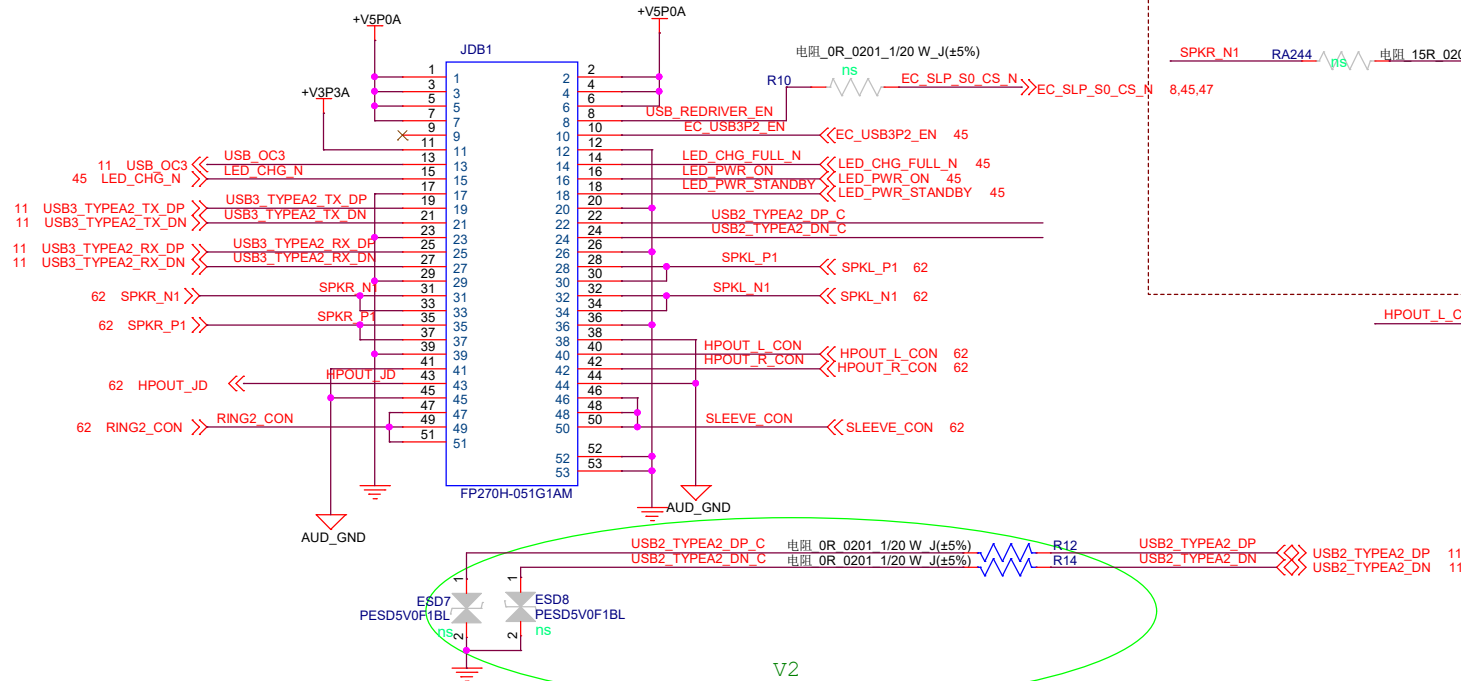 +V5P0A
+V5P0A
JDB1
电阻_0R_0201_1/20 W_J(±5%)
SPKR_N1
RA244
ns
电阻_15R_020
1 1 2 2
3 3 4 4
5 5 6 6
7 7 8 8
9 9 10 10
11 11 12 12
13 13 14 14
15 15 16 16
17 17 18 18
19 19 20 20
21 21 22 22
23 23 24 24
25 25 26 26
27 27 28 28
29 29 30 30
31 31 32 32
33 33 34 34
35 35 36 36
37 37 38 38
39 39 40 40
41 41 42 42
43 43 44 44
45 45 46 46
47 47 48 48
49 49 50 50
51 51 52 52
53 53
R10
ns
EC_SLP_S0_CS_N
EC_SLP_S0_CS_N 8,45,47
+V3P3A
USB_REDRIVER_EN
EC_USB3P2_EN
EC_USB3P2_EN 45
11 USB_OC3
USB_OC3
LED_CHG_FULL_N
LED_CHG_FULL_N 45
45 LED_CHG_N
LED_CHG_N
LED_PWR_ON
LED_PWR_ON 45
LED_PWR_STANDBY
LED_PWR_STANDBY 45
11 USB3_TYPEA2_TX_DP
USB3_TYPEA2_TX_DP
11 USB3_TYPEA2_TX_DN
USB3_TYPEA2_TX_DN
USB2_TYPEA2_DP_C
USB2_TYPEA2_DN_C
11 USB3_TYPEA2_RX_DP
USB3_TYPEA2_RX_DP
11 USB3_TYPEA2_RX_DN
USB3_TYPEA2_RX_DN
SPKL_P1
SPKL_P1 62
62 SPKR_N1
SPKR_N1
SPKL_N1
SPKL_N1 62
62 SPKR_P1
SPKR_P1
HPOUT_L_C
HPOUT_L_CON
HPOUT_L_CON 62
HPOUT_R_CON
HPOUT_R_CON 62
62 HPOUT_JD
HPOUT_JD
62 RING2_CON
RING2_CON
SLEEVE_CON
SLEEVE_CON 62
FP270H-051G1AM
AUD_GND
AUD_GND
USB2_TYPEA2_DP_C
电阻_0R_0201_1/20 W_J(±5%)
R12
USB2_TYPEA2_DP
USB2_TYPEA2_DP 11
USB2_TYPEA2_DN_C
电阻_0R_0201_1/20 W_J(±5%)
R14
USB2_TYPEA2_DN
USB2_TYPEA2_DN 11
1
1
ESD7
PESD5V0F1BL
ns
2
ESD8
PESD5V0F1BL
ns
2
V2